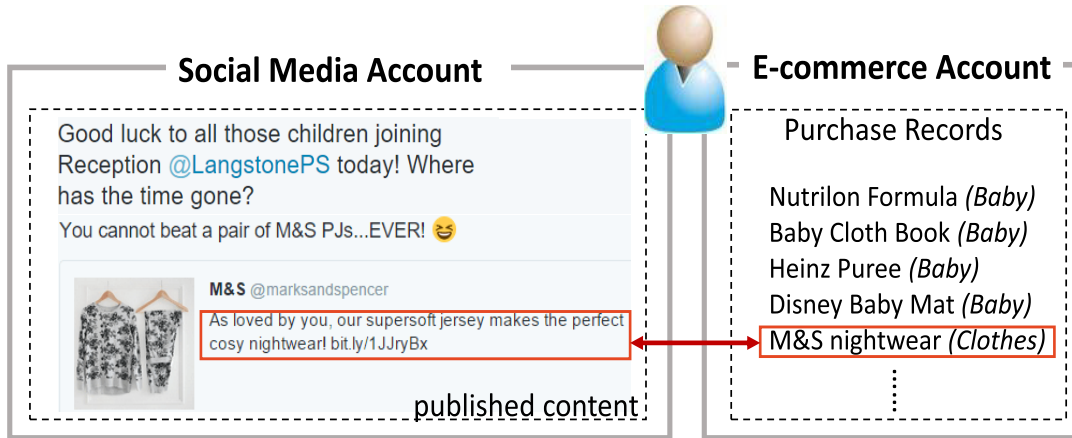 Social Media Account
Good luck to all those children joining
Reception @LangstonePS today! Where
has the time gone?
You cannot beat a pair of M&S PJs...EVER! 😆
M&S @marksandspencer
As loved by you, our supersoft jersey makes the perfect
cosy nightwear! bit.ly/1JJryBx
published content
E-commerce Account
Purchase Records
Nutrilon Formula (Baby)
Baby Cloth Book (Baby)
Heinz Puree (Baby)
Disney Baby Mat (Baby)
M&S nightwear (Clothes)